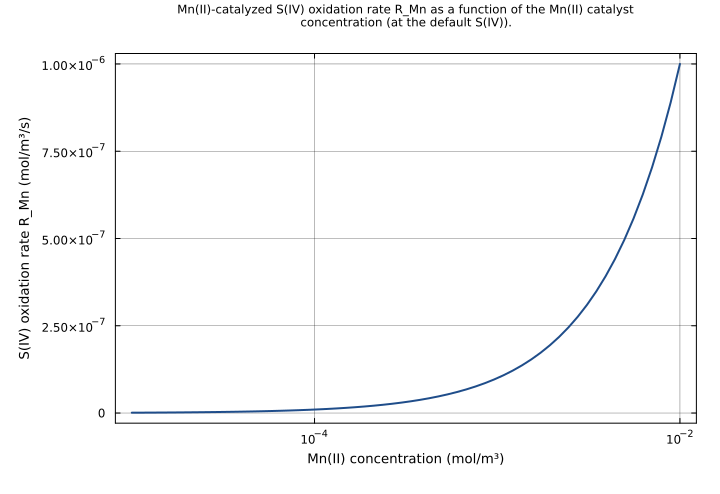 Mn(II)-catalyzed S(IV) oxidation rate R_Mn as a function of the Mn(II) catalyst
concentration (at the default S(IV)).
1.00×10⁻⁶
7.50×10⁻⁷
5.00×10⁻⁷
2.50×10⁻⁷
0
S(IV) oxidation rate R_Mn (mol/m³/s)
10⁻⁴
10⁻²
Mn(II) concentration (mol/m³)